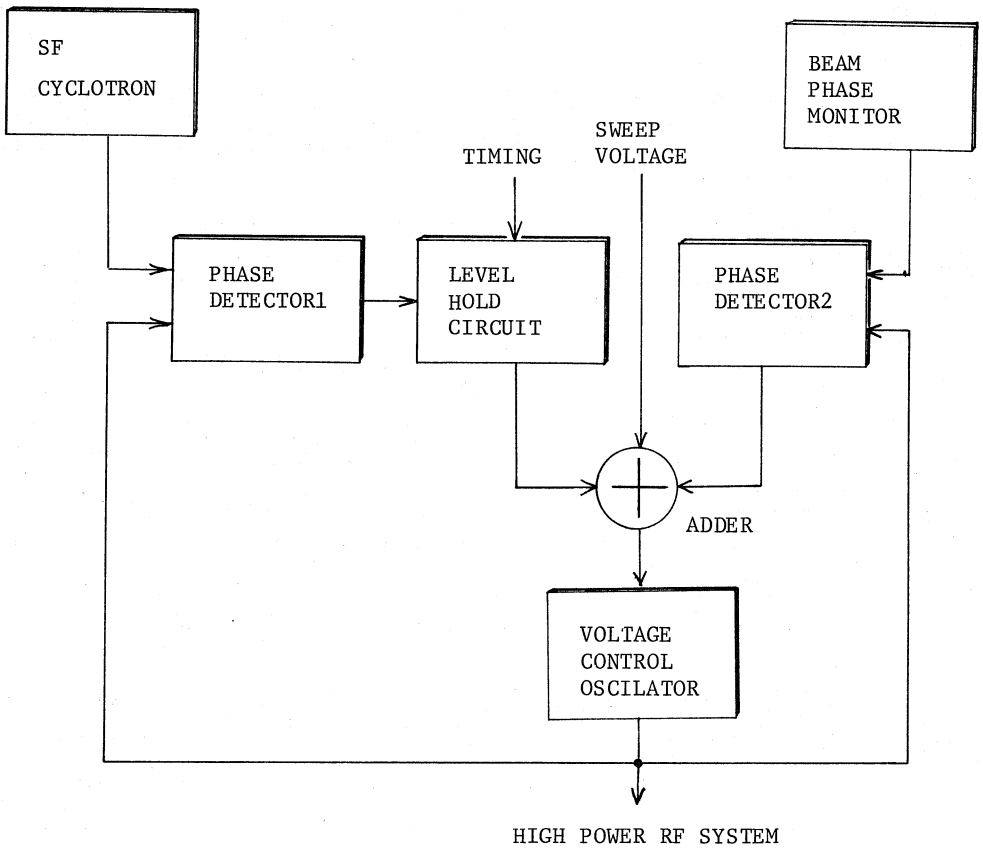 SF
CYCLOTRON
BEAM
PHASE
MONITOR
TIMING
SWEEP
VOLTAGE
PHASE
DETECTOR1
LEVEL
HOLD
CIRCUIT
PHASE
DETECTOR2
ADDER
VOLTAGE
CONTROL
OSCILATOR
HIGH POWER RF SYSTEM